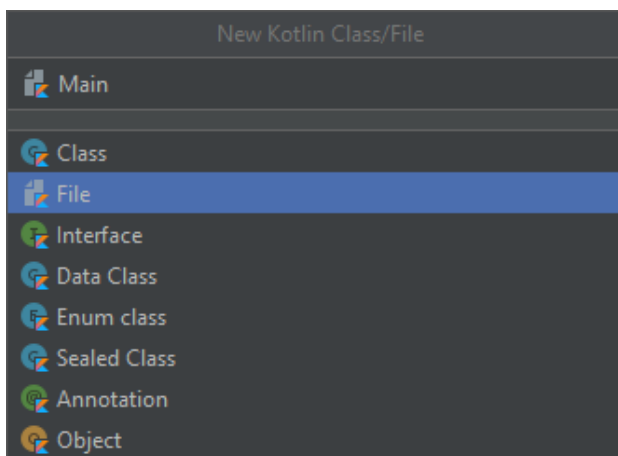 New Kotlin Class/File
Main
Class
File
Interface
Data Class
Enum class
Sealed Class
Annotation
Object